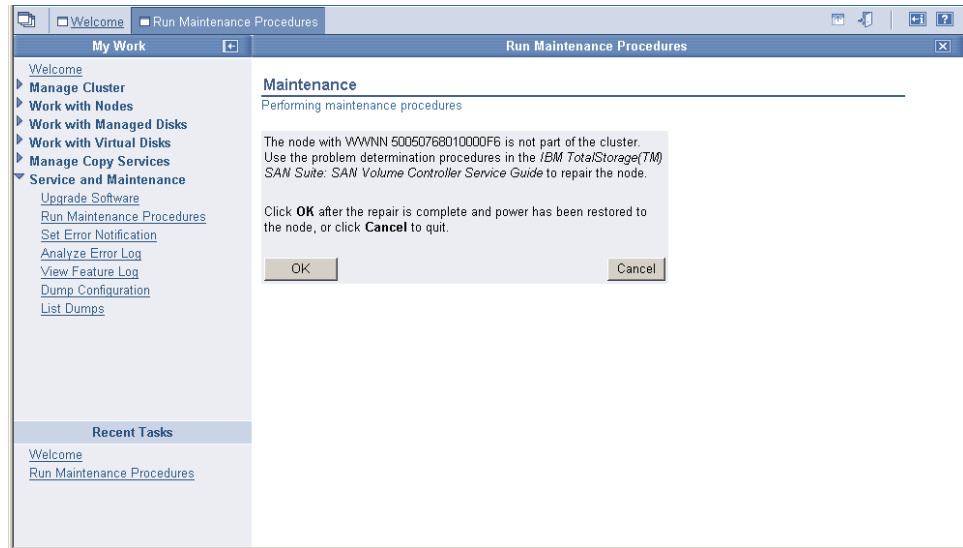 Welcome
Run Maintenance Procedures
My Work
Run Maintenance Procedures
Welcome
Manage Cluster
Work with Nodes
Work with Managed Disks
Work with Virtual Disks
Manage Copy Services
Service and Maintenance
Upgrade Software
Run Maintenance Procedures
Set Error Notification
Analyze Error Log
View Feature Log
Dump Configuration
List Dumps
Recent Tasks
Welcome
Run Maintenance Procedures
Maintenance
Performing maintenance procedures
The node with WWNN 50050768010000F6 is not part of the cluster.
Use the problem determination procedures in the IBM TotalStorage(TM)
SAN Suite: SAN Volume Controller Service Guide to repair the node.
Click OK after the repair is complete and power has been restored to
the node, or click Cancel to quit.
OK
Cancel